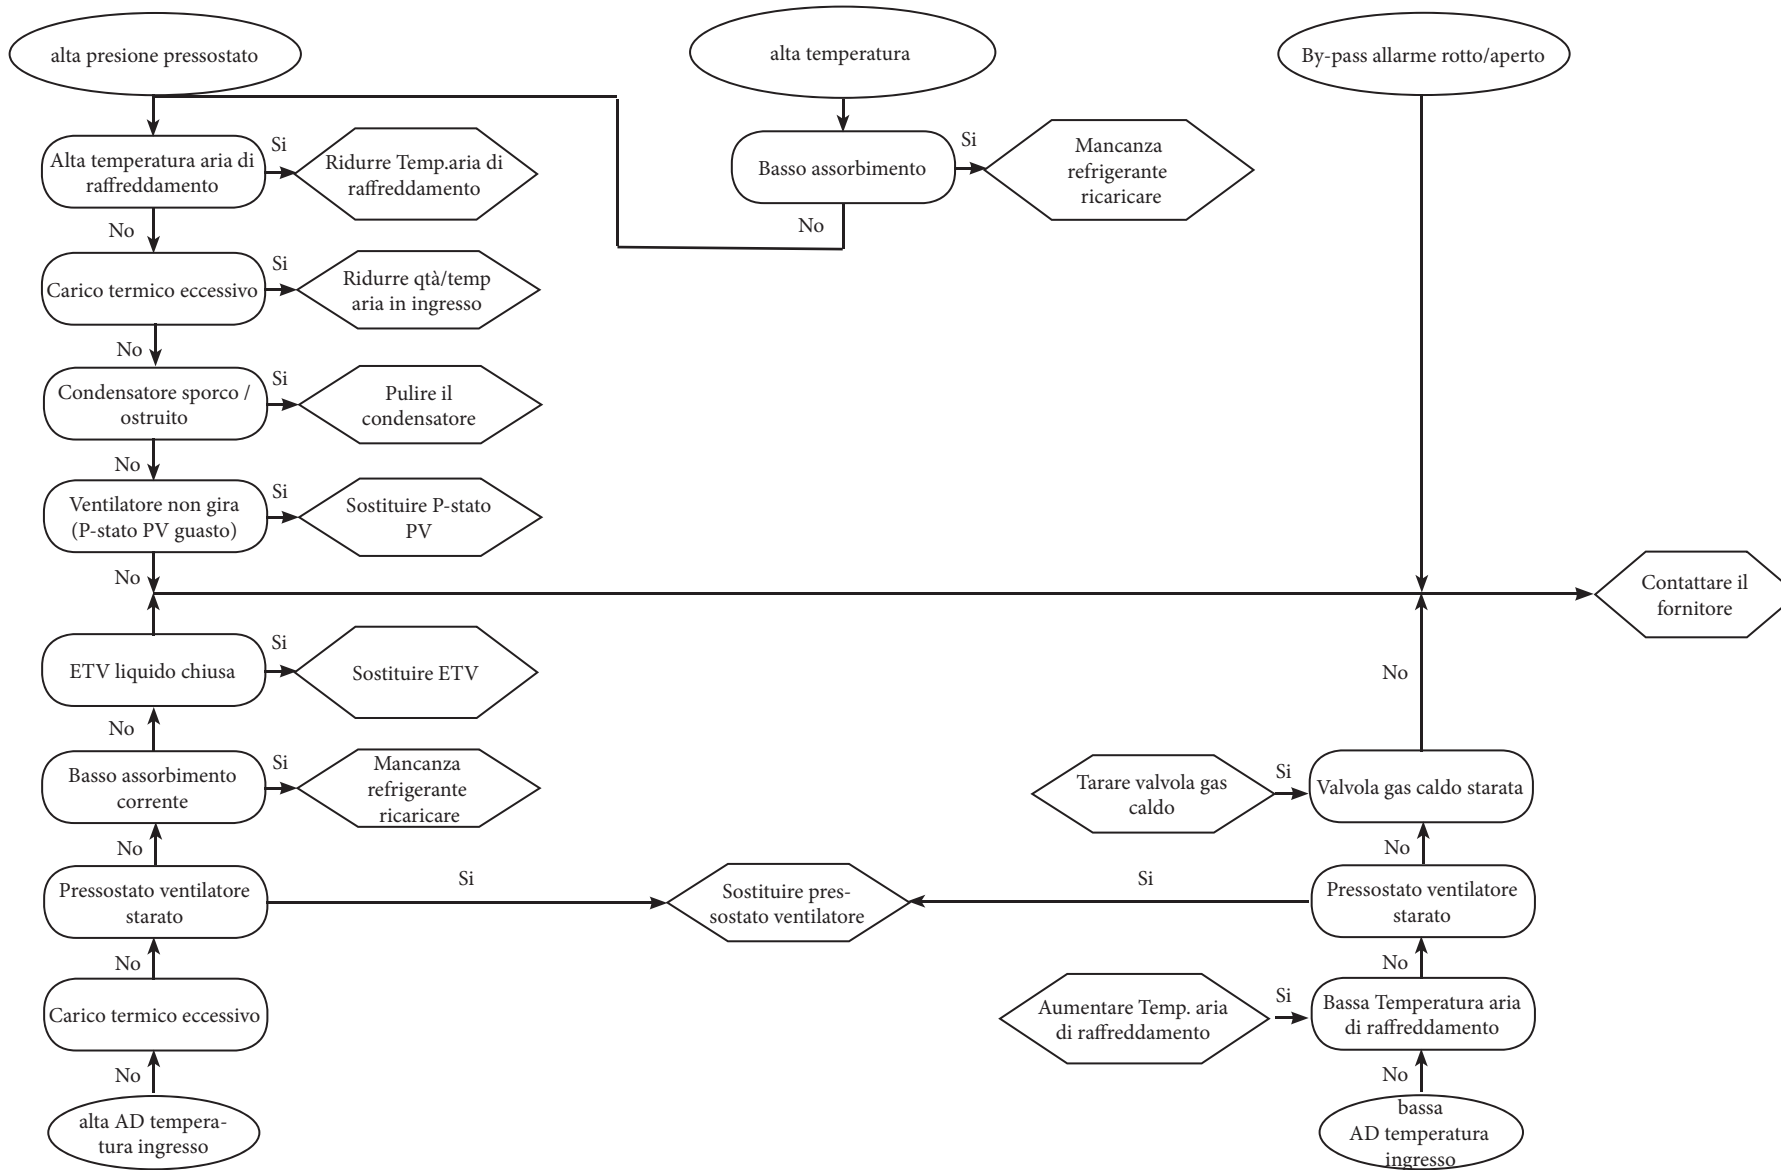 alta presione pressostato
alta temperatura
By-pass allarme rotto/aperto
Alta temperatura aria di
raffreddamento
Si
Ridurre Temp.aria di
raffreddamento
Basso assorbimento
Si
Mancanza
refrigerante
ricaricare
No
No
Carico termico eccessivo
Si
Ridurre qtà/temp
aria in ingresso
No
Condensatore sporco /
ostruito
Si
Pulire il
condensatore
No
Ventilatore non gira
(P-stato PV guasto)
Si
Sostituire P-stato
PV
No
Contattare il
fornitore
ETV liquido chiusa
Si
Sostituire ETV
No
No
Basso assorbimento
corrente
Si
Mancanza
refrigerante
ricaricare
Tarare valvola gas
caldo
Si
Valvola gas caldo starata
No
No
Pressostato ventilatore
starato
Si
Sostituire pres-
sostato ventilatore
Si
Pressostato ventilatore
starato
No
No
Carico termico eccessivo
Aumentare Temp. aria
di raffreddamento
Si
Bassa Temperatura aria
di raffreddamento
No
No
alta AD tempera-
tura ingresso
bassa
AD temperatura
ingresso